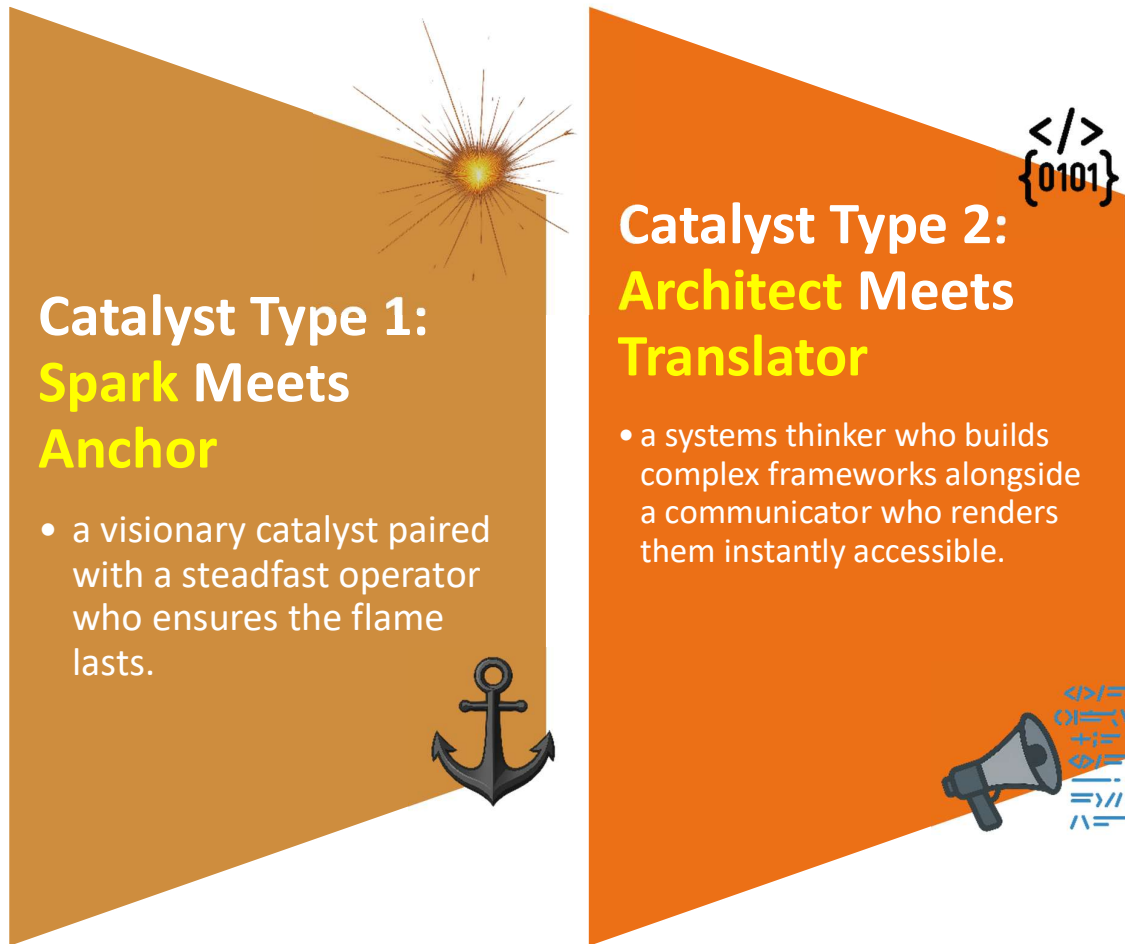 Catalyst Type 1:
Spark Meets
Anchor
• a visionary catalyst paired
with a steadfast operator
who ensures the flame
lasts.
</>
{0101}
Catalyst Type 2:
Architect Meets
Translator
• a systems thinker who builds
complex frameworks alongside
a communicator who renders
them instantly accessible.